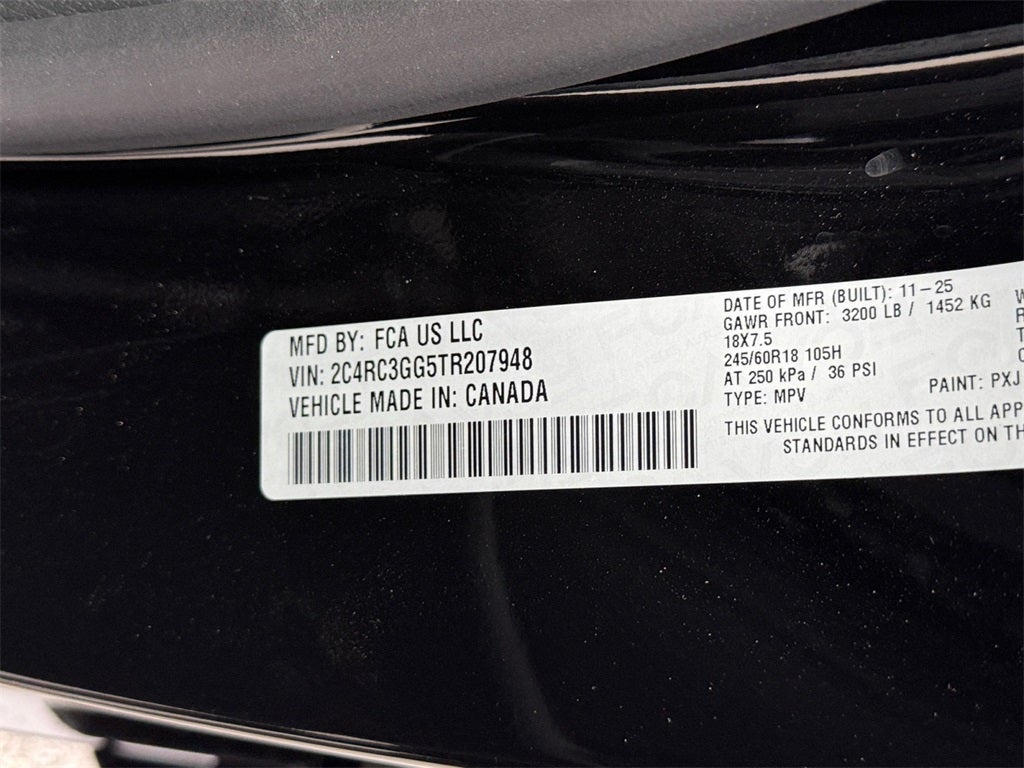 MFD BY: FCA US LLC
VIN: 2C4RC3GG5TR207948
VEHICLE MADE IN: CANADA
DATE OF MFR (BUILT): 11-25
GAWR FRONT: 3200 LB / 1452 KG
18X7.5
245/60R18 105H
AT 250 kPa / 36 PSI
TYPE: MPV
PAINT: PXJ
THIS VEHICLE CONFORMS TO ALL APP
STANDARDS IN EFFECT ON TH